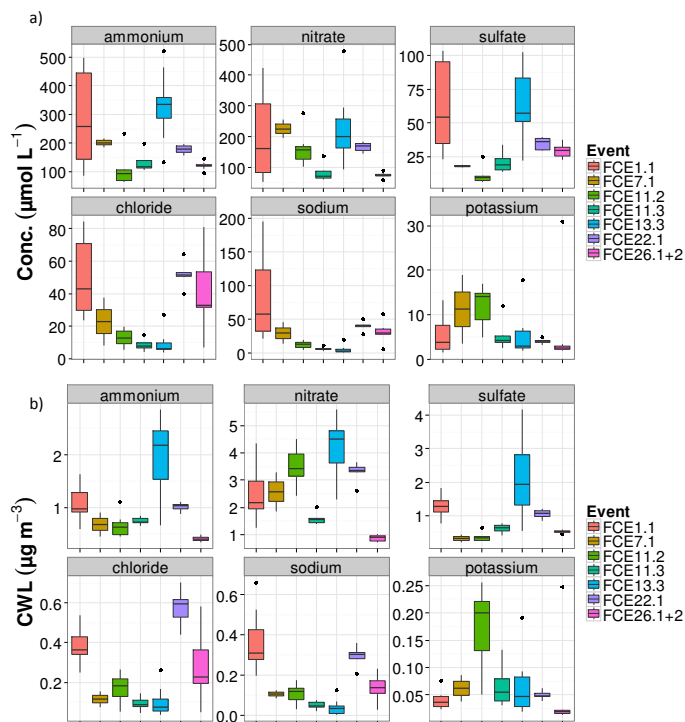 a)
ammonium nitrate sulfate
500 400 300 200 100
500 400 300 200 100
100 75 50 25
chloride sodium potassium
80 60 40 20 0
200 150 100 50 0
30 20 10 0
Conc. (µmol L⁻¹)
Event
FCE1.1
FCE7.1
FCE11.2
FCE11.3
FCE13.3
FCE22.1
FCE26.1+2
b)
ammonium nitrate sulfate
2 1
5 4 3 2 1
4 3 2 1
chloride sodium potassium
0.6 0.4 0.2
0.6 0.4 0.2 0.0
0.25 0.20 0.15 0.10 0.05
CWL (µg m⁻³)
Event
FCE1.1
FCE7.1
FCE11.2
FCE11.3
FCE13.3
FCE22.1
FCE26.1+2